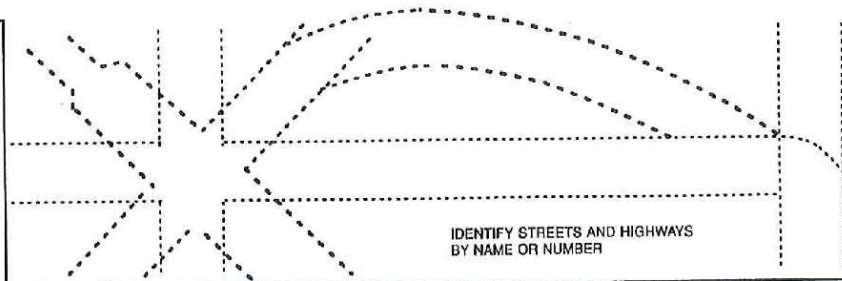 IDENTIFY STREETS AND HIGHWAYS
BY NAME OR NUMBER